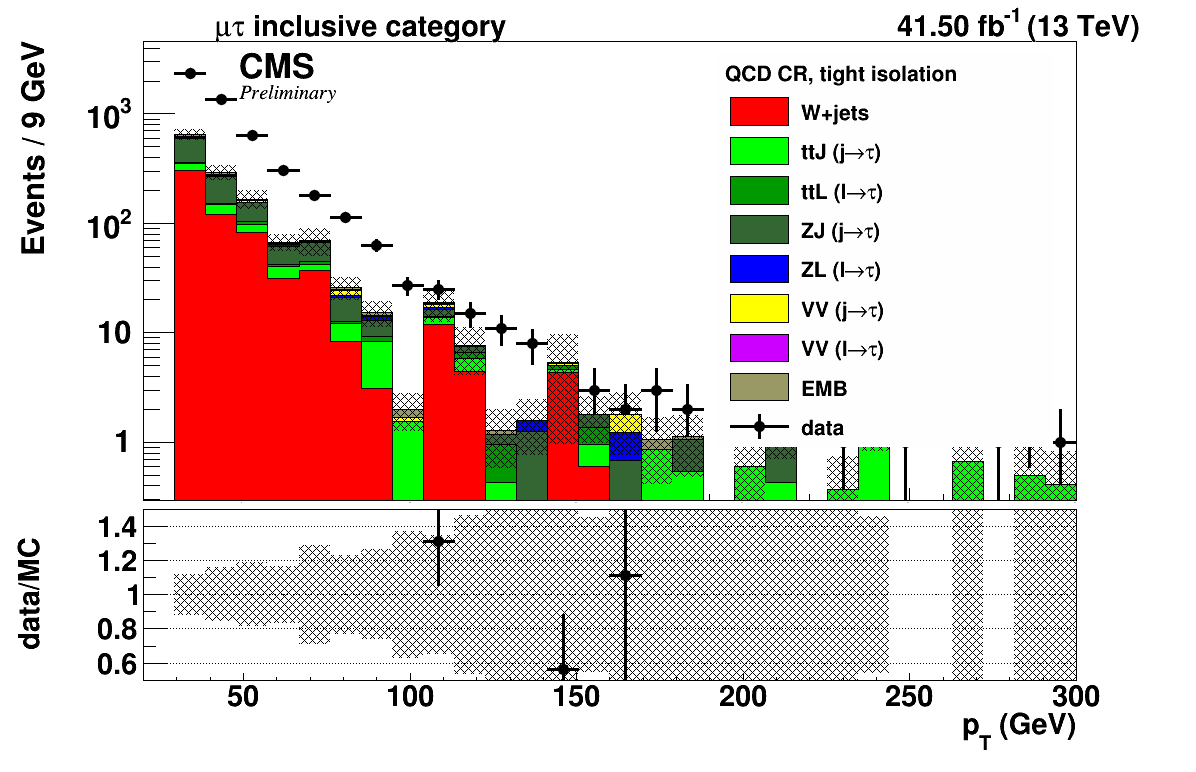 μτ inclusive category
41.50 fb⁻¹ (13 TeV)
CMS
Preliminary
QCD CR, tight isolation
W+jets
ttJ (j→τ)
ttL (l→τ)
ZJ (j→τ)
ZL (l→τ)
VV (j→τ)
VV (l→τ)
EMB
data
Events / 9 GeV
10³
10²
10
1
data/MC
1.4
1.2
1
0.8
0.6
50 100 150 200 250 300
p_T (GeV)